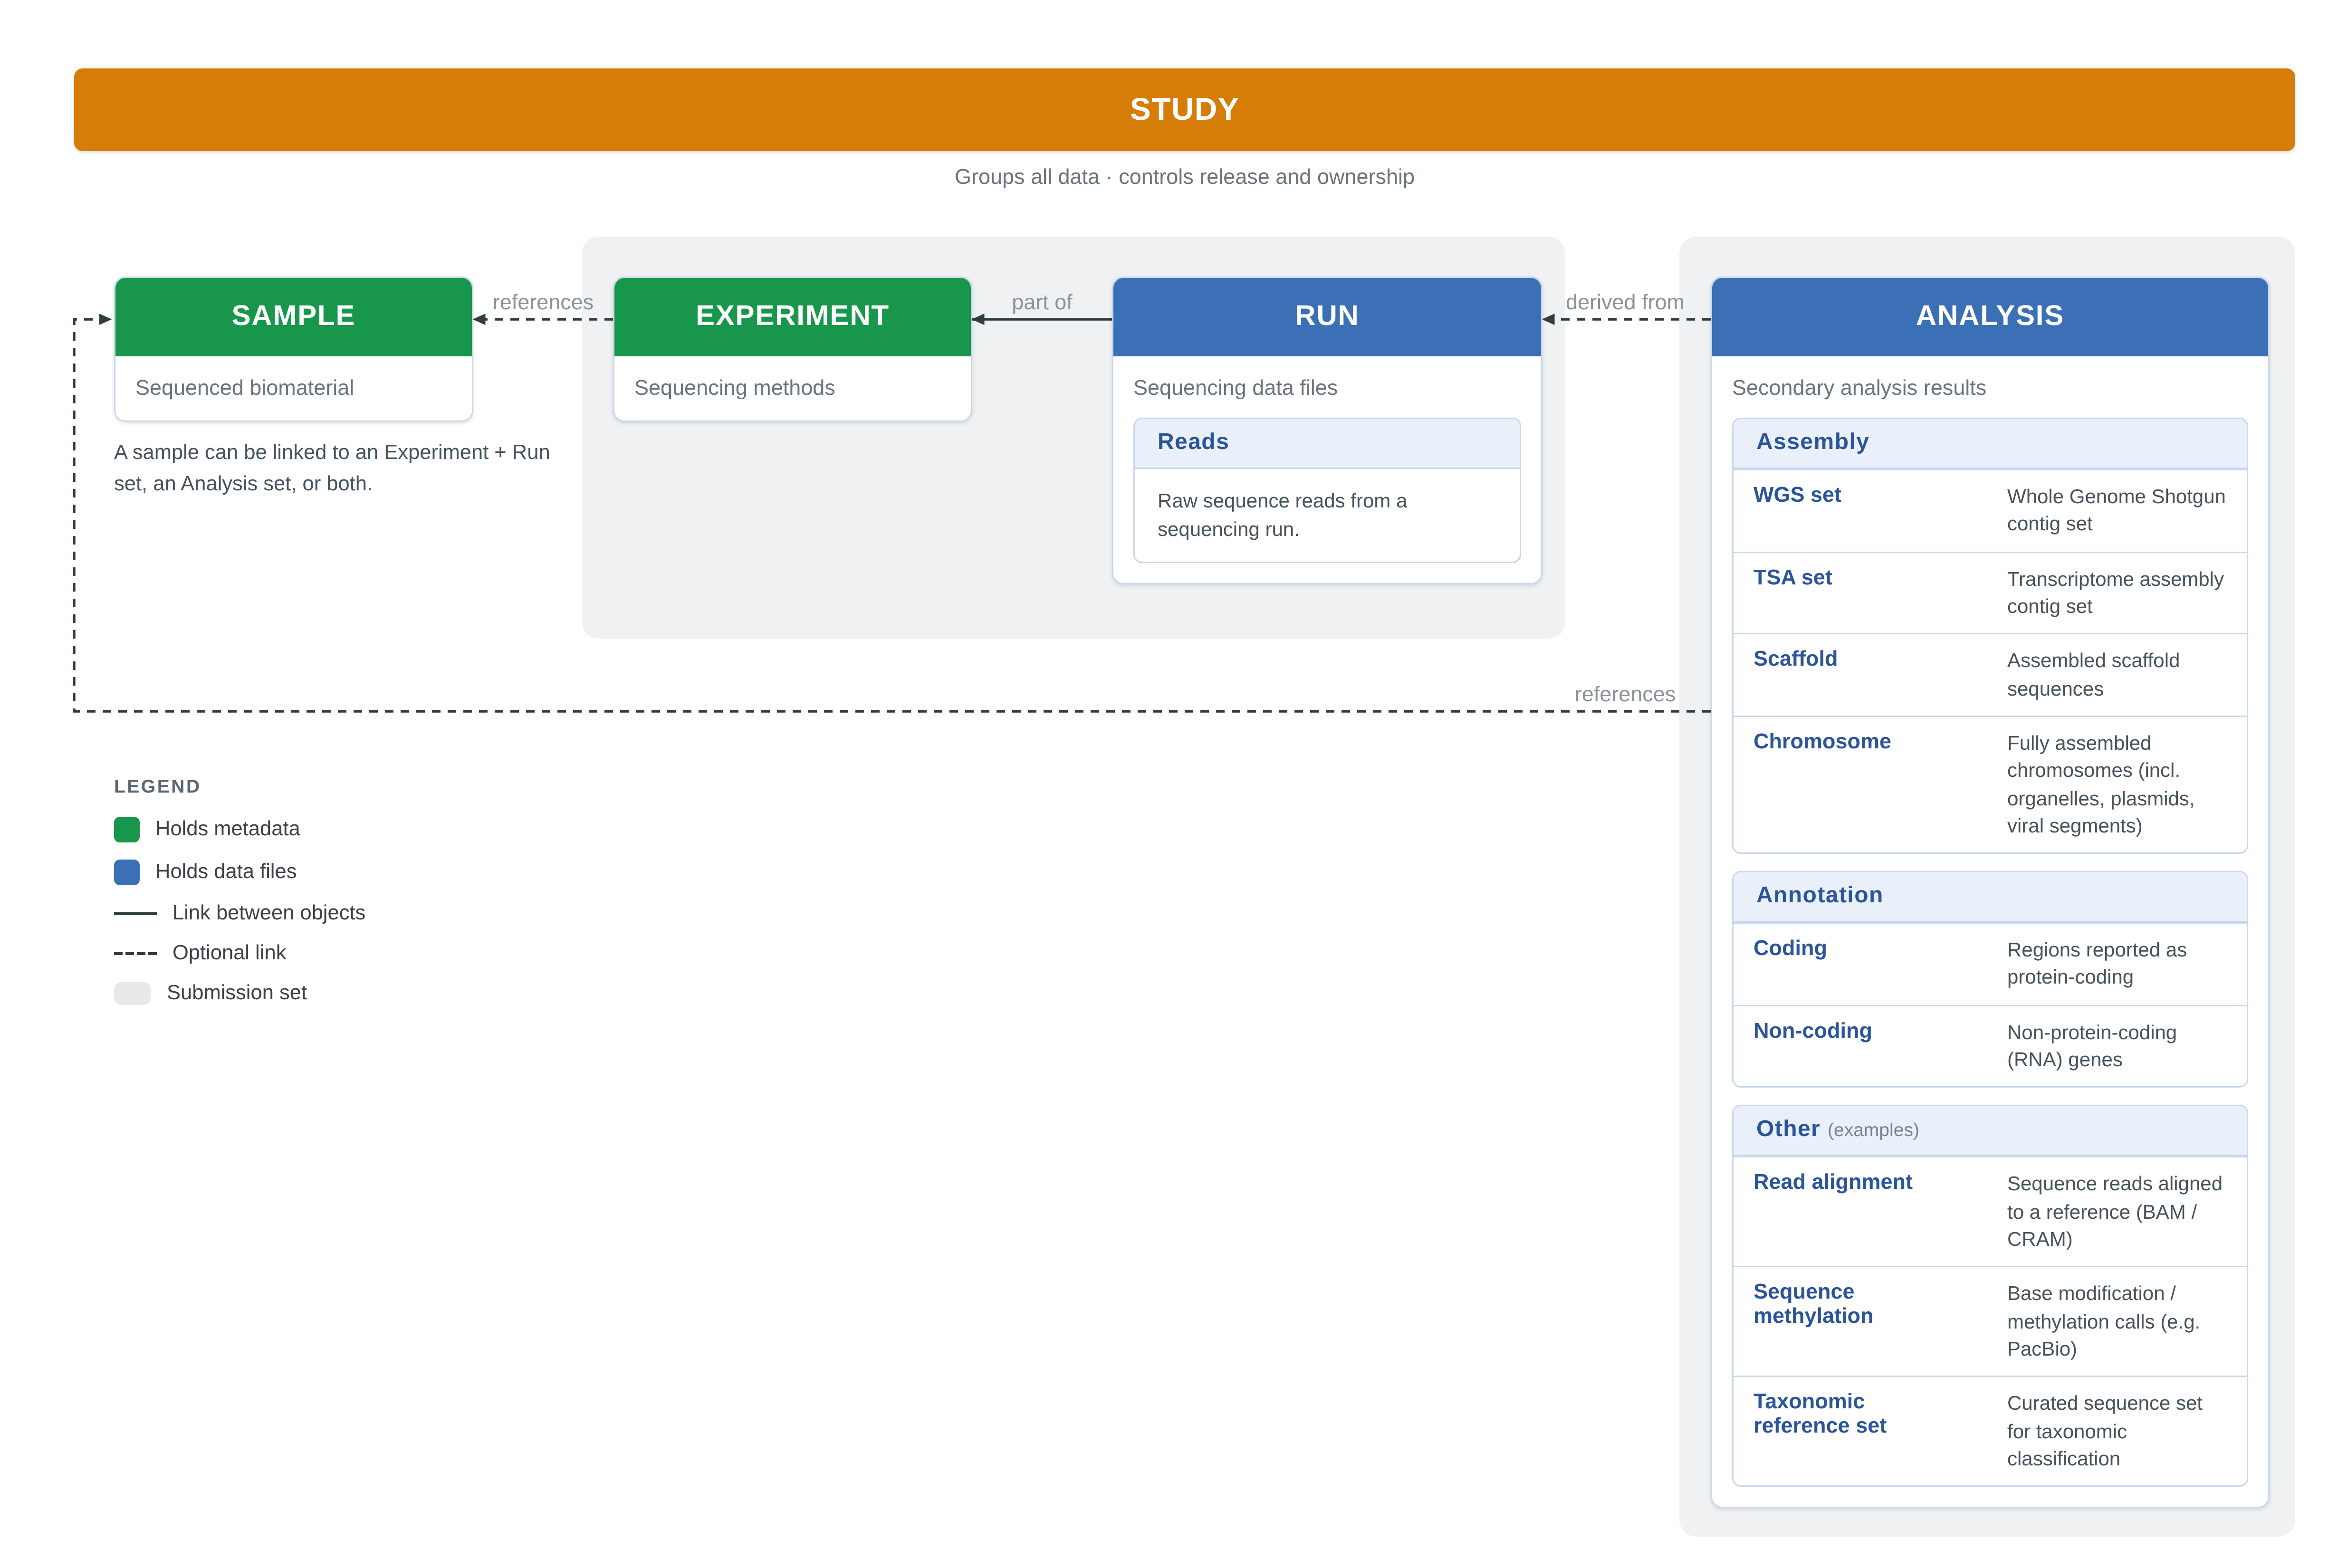 STUDY
Groups all data · controls release and ownership
SAMPLE
Sequenced biomaterial
A sample can be linked to an Experiment + Run
set, an Analysis set, or both.
references
EXPERIMENT
Sequencing methods
part of
RUN
Sequencing data files
Reads
Raw sequence reads from a
sequencing run.
derived from
references
ANALYSIS
Secondary analysis results
Assembly
WGS set
Whole Genome Shotgun
contig set
TSA set
Transcriptome assembly
contig set
Scaffold
Assembled scaffold
sequences
Chromosome
Fully assembled
chromosomes (incl.
organelles, plasmids,
viral segments)
Annotation
Coding
Regions reported as
protein-coding
Non-coding
Non-protein-coding
(RNA) genes
Other (examples)
Read alignment
Sequence reads aligned
to a reference (BAM /
CRAM)
Sequence
methylation
Base modification /
methylation calls (e.g.
PacBio)
Taxonomic
reference set
Curated sequence set
for taxonomic
classification
LEGEND
Holds metadata
Holds data files
Link between objects
Optional link
Submission set